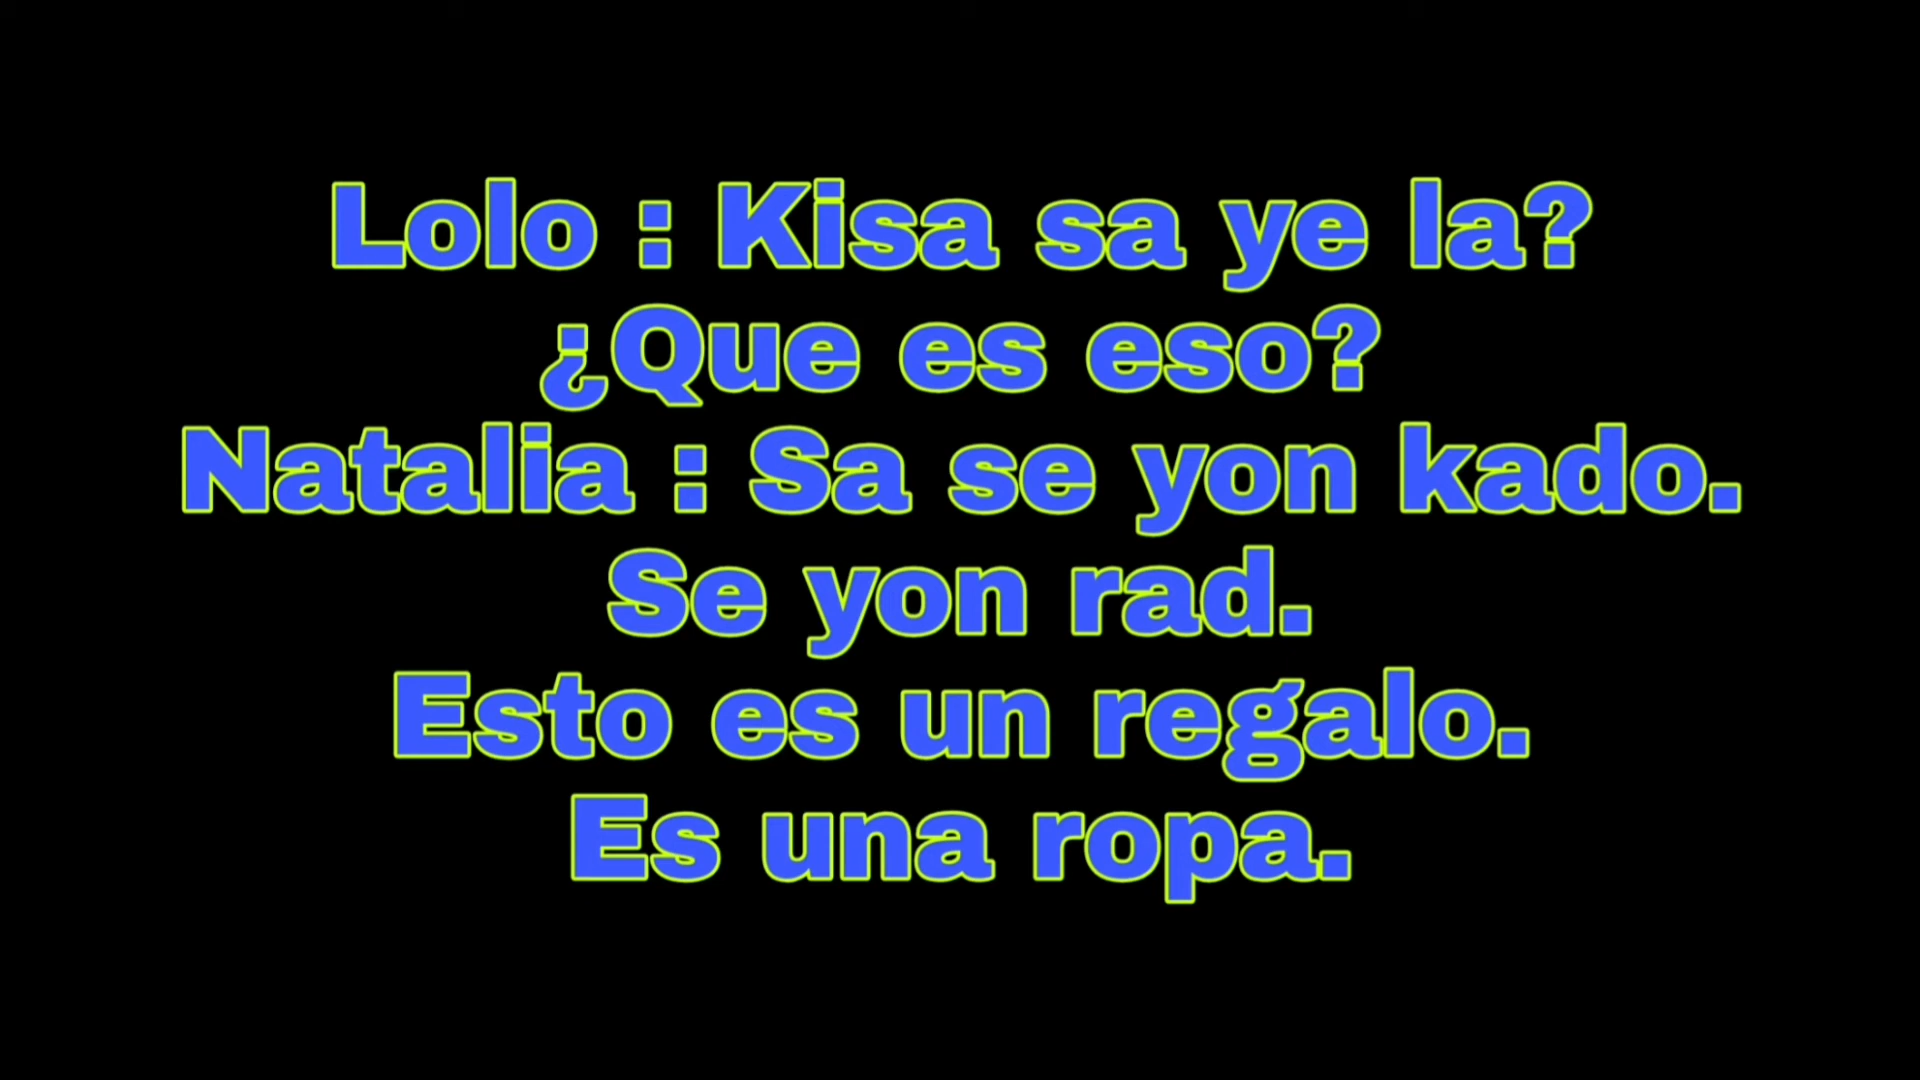 Lolo : Kisa sa ye la?
¿Que es eso?
Natalia : Sa se yon kado.
Se yon rad.
Esto es un regalo.
Es una ropa.